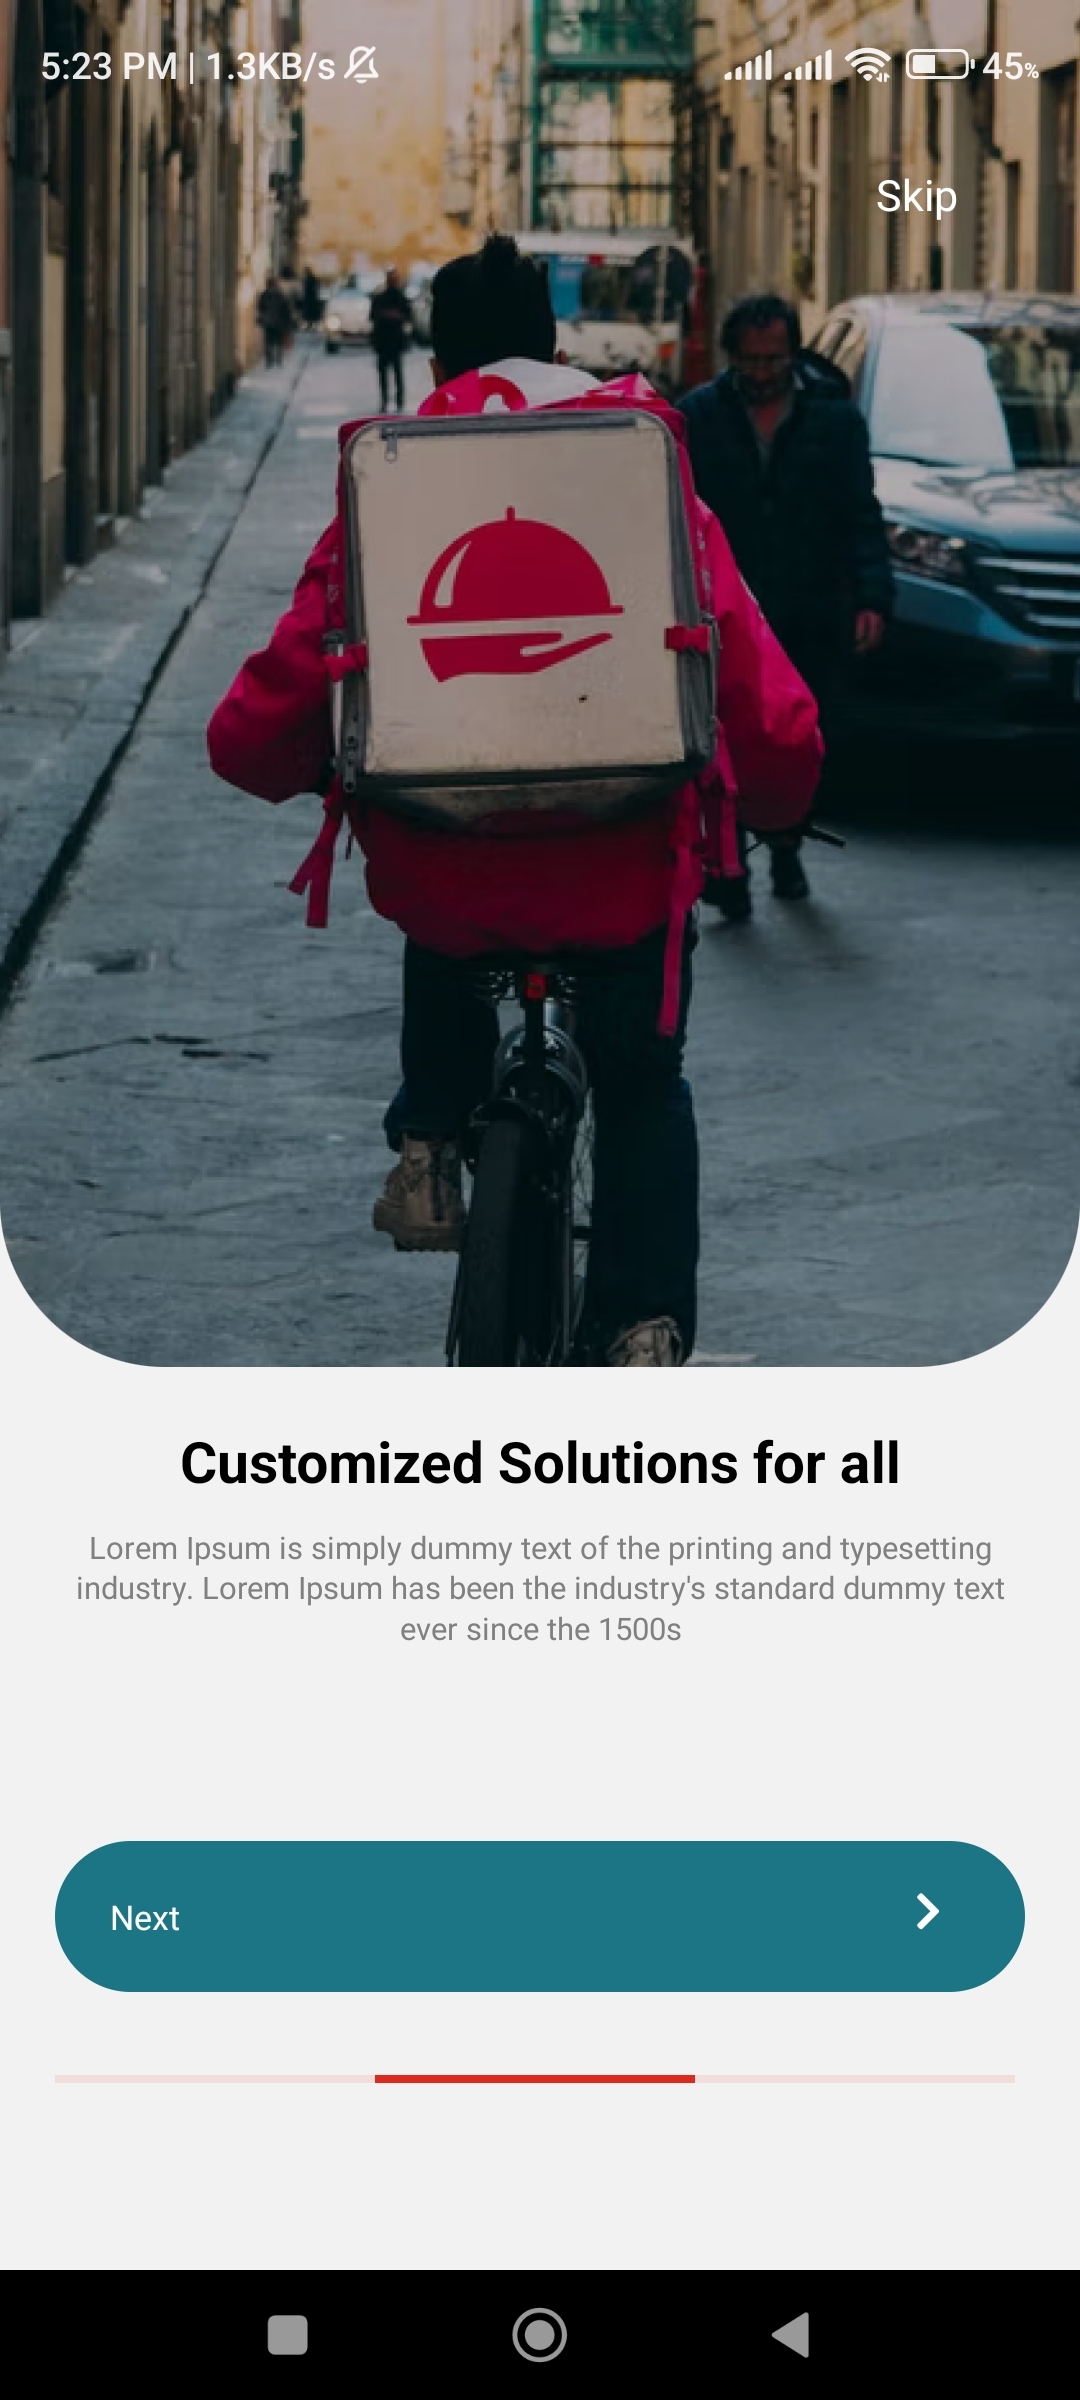 5:23 PM | 1.3KB/s 45%
Skip
Customized Solutions for all
Lorem Ipsum is simply dummy text of the printing and typesetting
industry. Lorem Ipsum has been the industry's standard dummy text
ever since the 1500s
Next